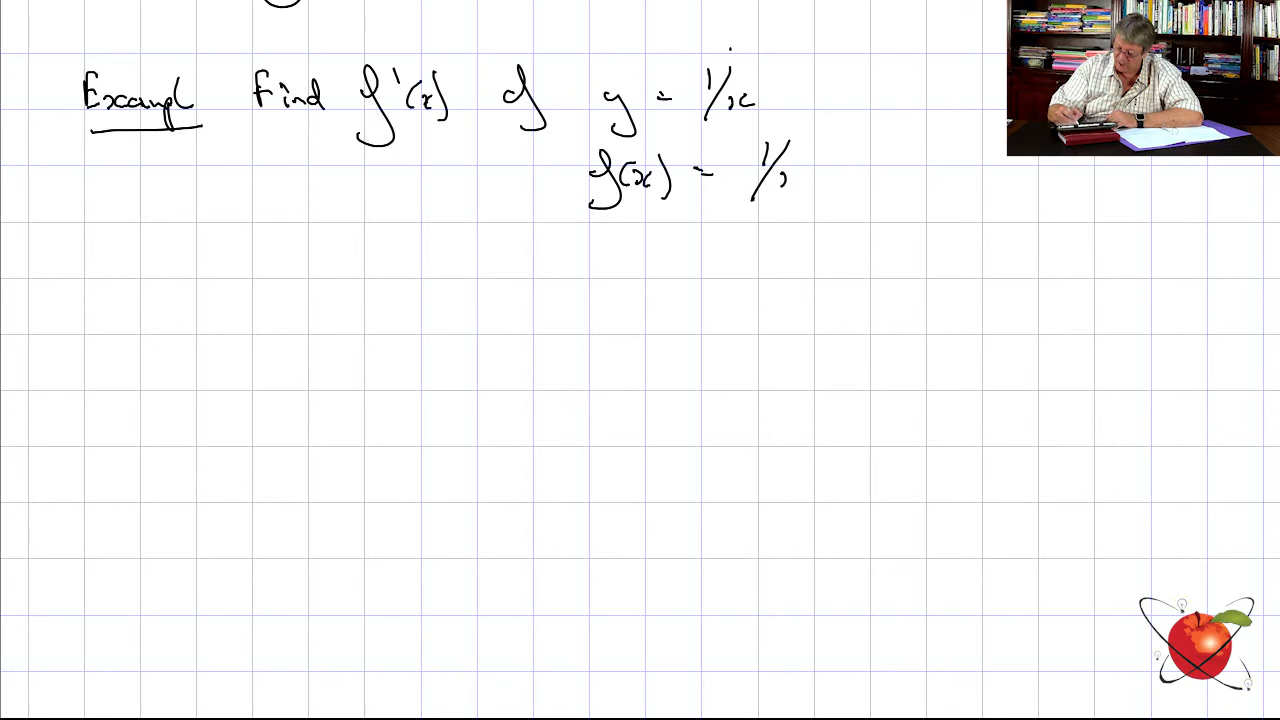 Example Find f'(x) of y = 1/x
f(x) = 1/